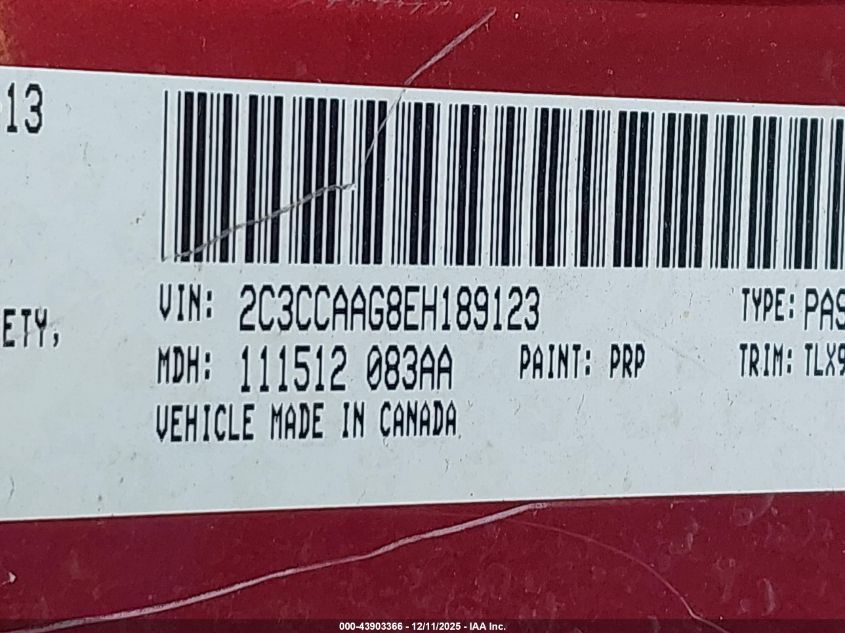 -13
VIN: 2C3CCAAG8EH189123 TYPE: PAS
ETY,
MDH: 111512 083AA PAINT: PRP TRIM: TLX9
VEHICLE MADE IN CANADA
000-43903366 - 12/11/2025 - IAA Inc.